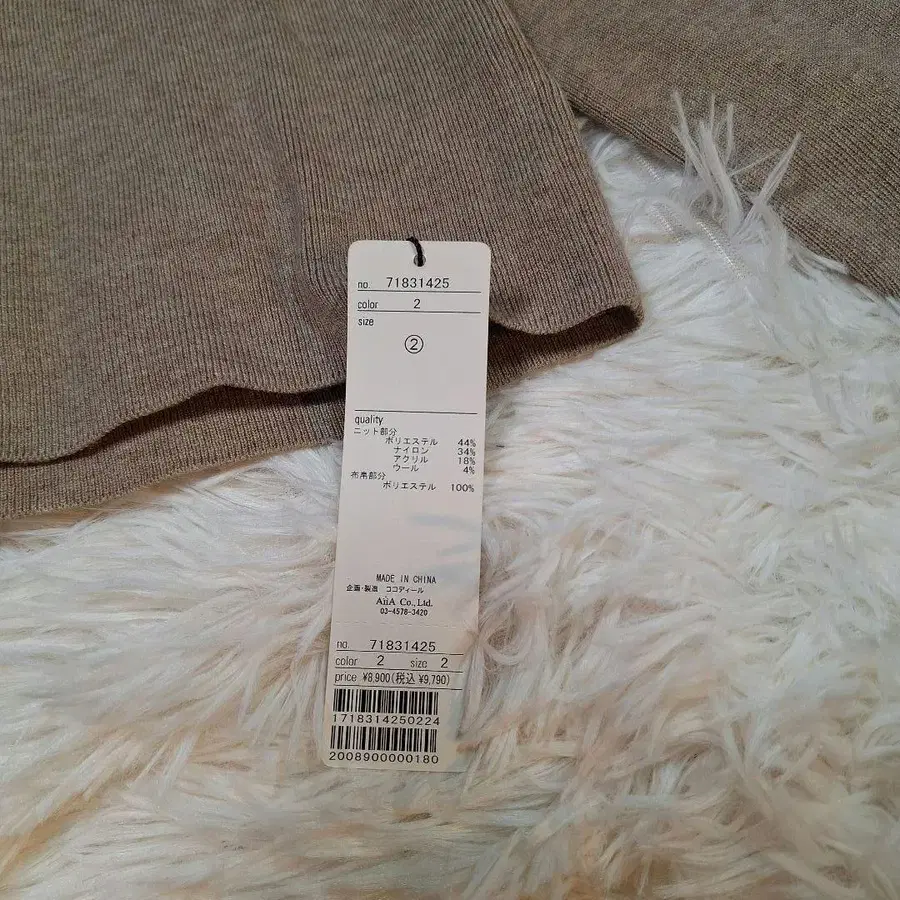 no. 71831425
color 2
size
②
quality
ニット部分
ポリエステル 44%
ナイロン 34%
アクリル 18%
ウール 4%
布帛部分
ポリエステル 100%
MADE IN CHINA
企画・製造 ココディール
AiiA Co., Ltd.
03-4578-3420
no. 71831425
color 2 size 2
price ¥8,900(税込 ¥9,790)
1718314250224
2008900000180